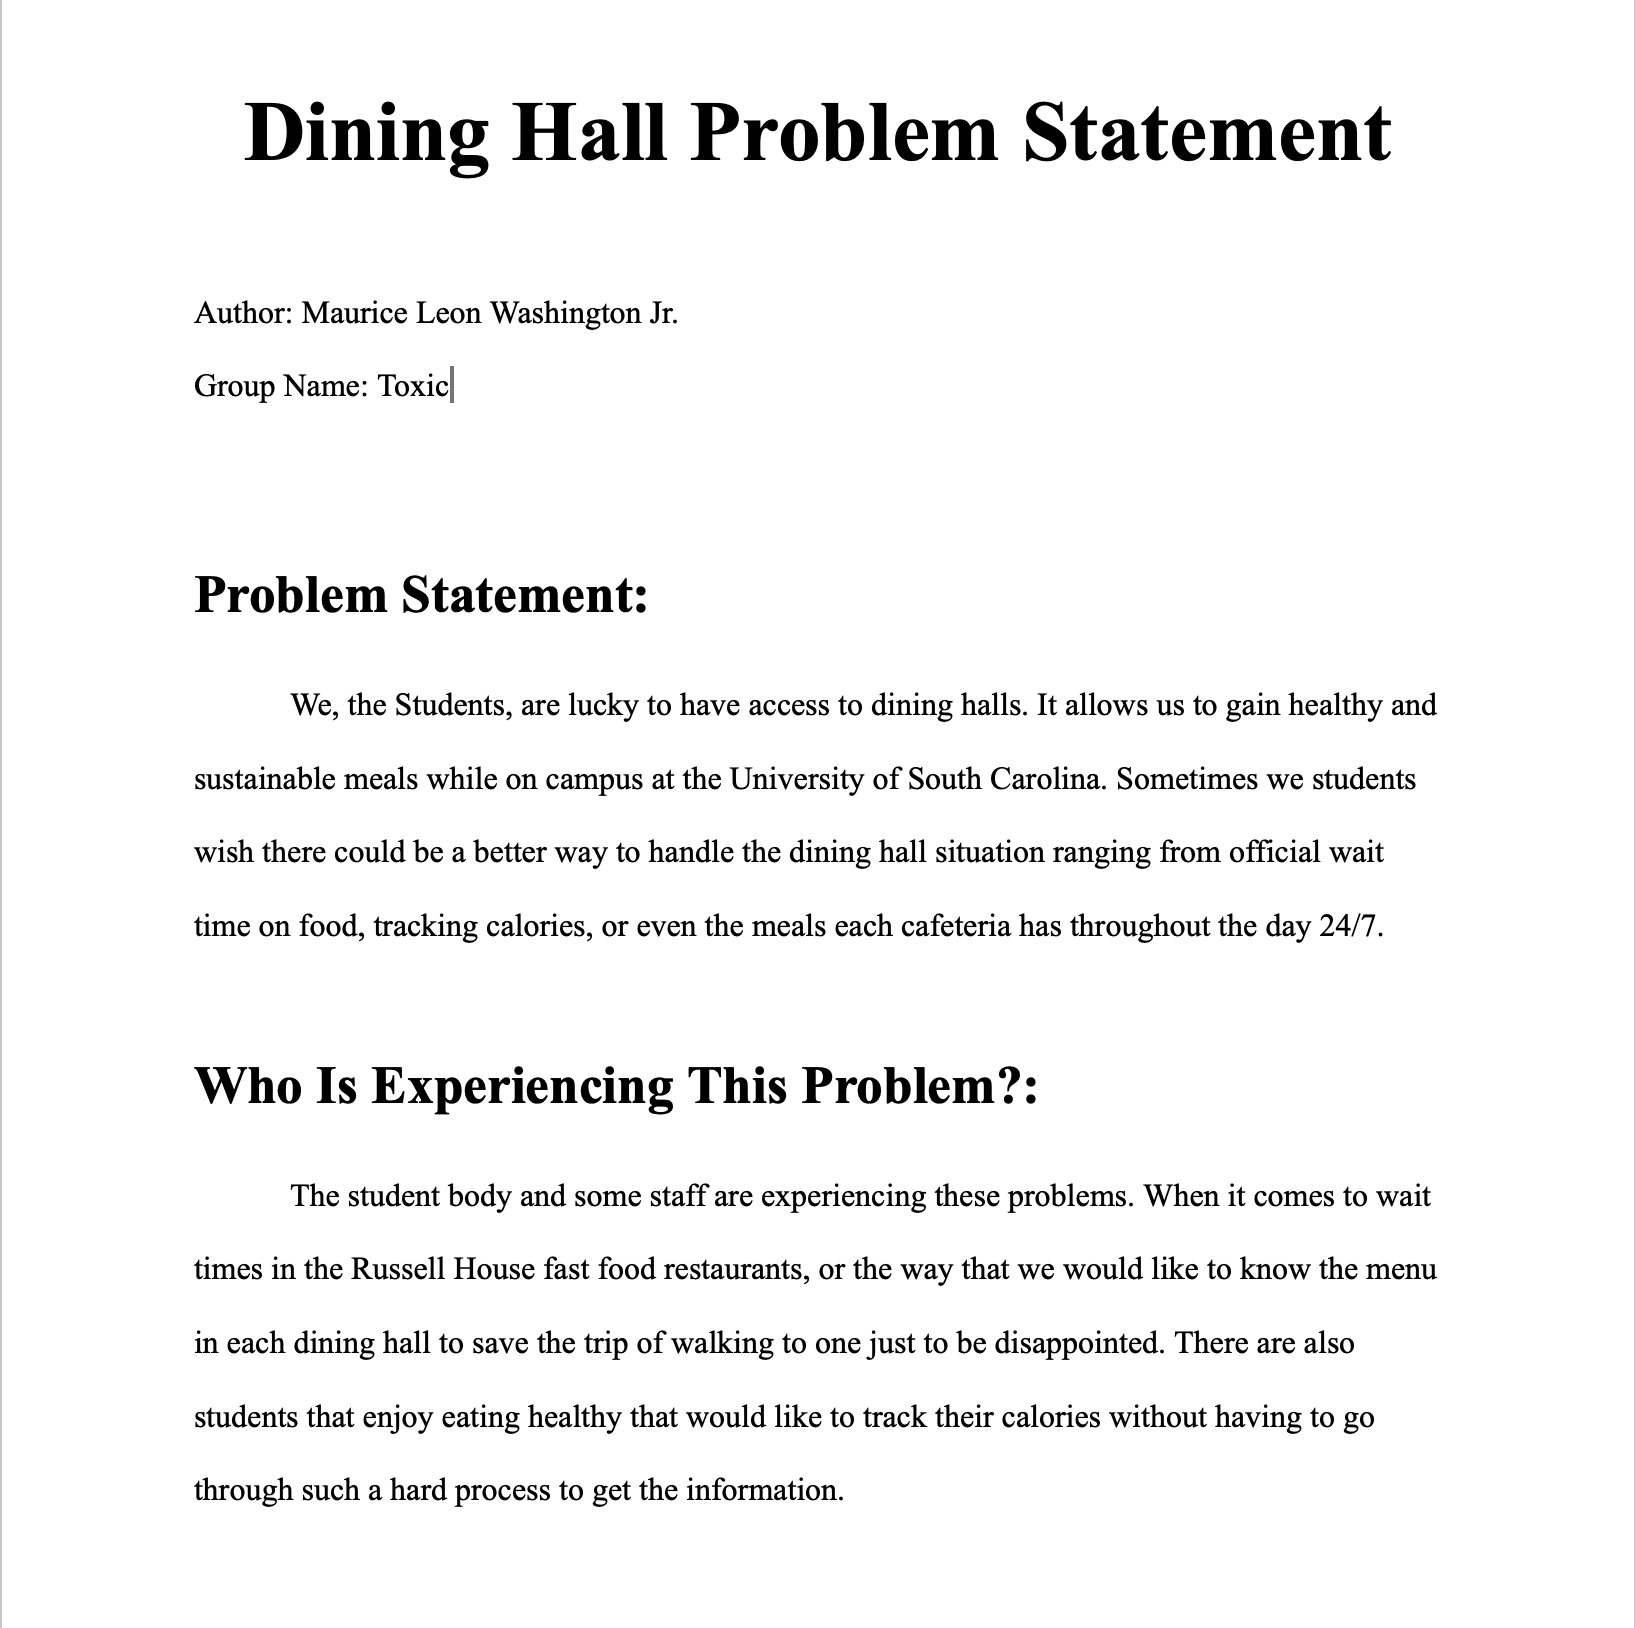 Dining Hall Problem Statement
Author: Maurice Leon Washington Jr.
Group Name: Toxic
Problem Statement:
We, the Students, are lucky to have access to dining halls. It allows us to gain healthy and
sustainable meals while on campus at the University of South Carolina. Sometimes we students
wish there could be a better way to handle the dining hall situation ranging from official wait
time on food, tracking calories, or even the meals each cafeteria has throughout the day 24/7.
Who Is Experiencing This Problem?:
The student body and some staff are experiencing these problems. When it comes to wait
times in the Russell House fast food restaurants, or the way that we would like to know the menu
in each dining hall to save the trip of walking to one just to be disappointed. There are also
students that enjoy eating healthy that would like to track their calories without having to go
through such a hard process to get the information.